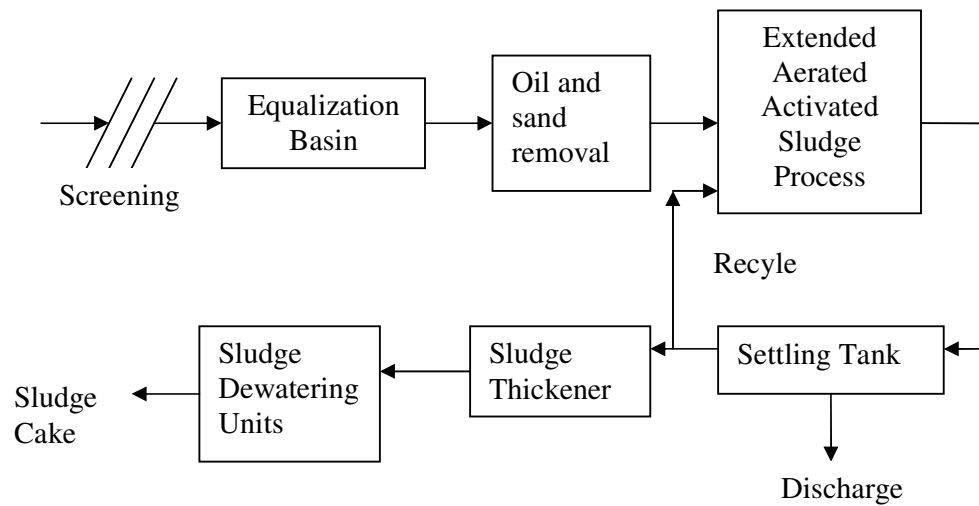 Screening
Equalization
Basin
Oil and
sand
removal
Extended
Aerated
Activated
Sludge
Process
Recyle
Settling Tank
Discharge
Sludge
Thickener
Sludge
Dewatering
Units
Sludge
Cake